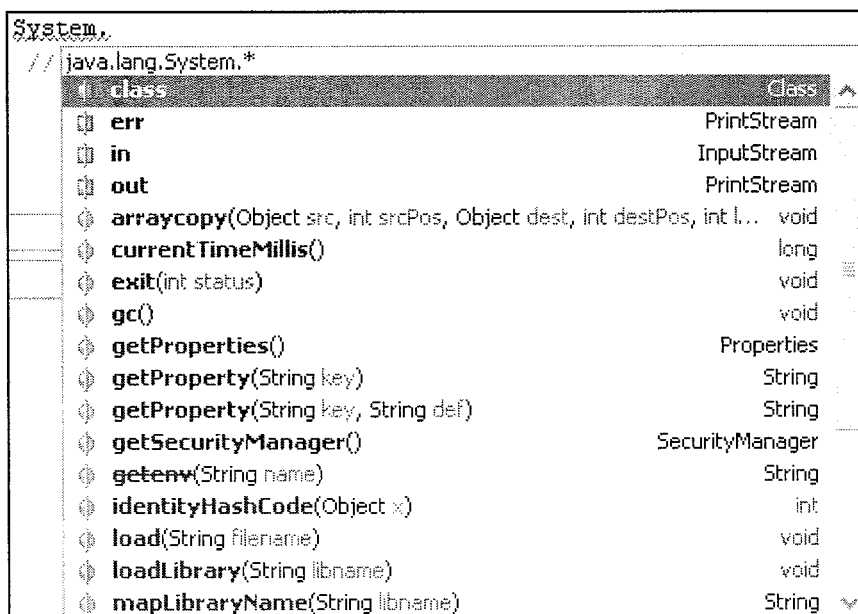 System.
// java.lang.System.*
class Class
err PrintStream
in InputStream
out PrintStream
arraycopy(Object src, int srcPos, Object dest, int destPos, int l... void
currentTimeMillis() long
exit(int status) void
gc() void
getProperties() Properties
getProperty(String key) String
getProperty(String key, String def) String
getSecurityManager() SecurityManager
getenv(String name) String
identityHashCode(Object x) int
load(String filename) void
loadLibrary(String libname) void
mapLibraryName(String libname) String